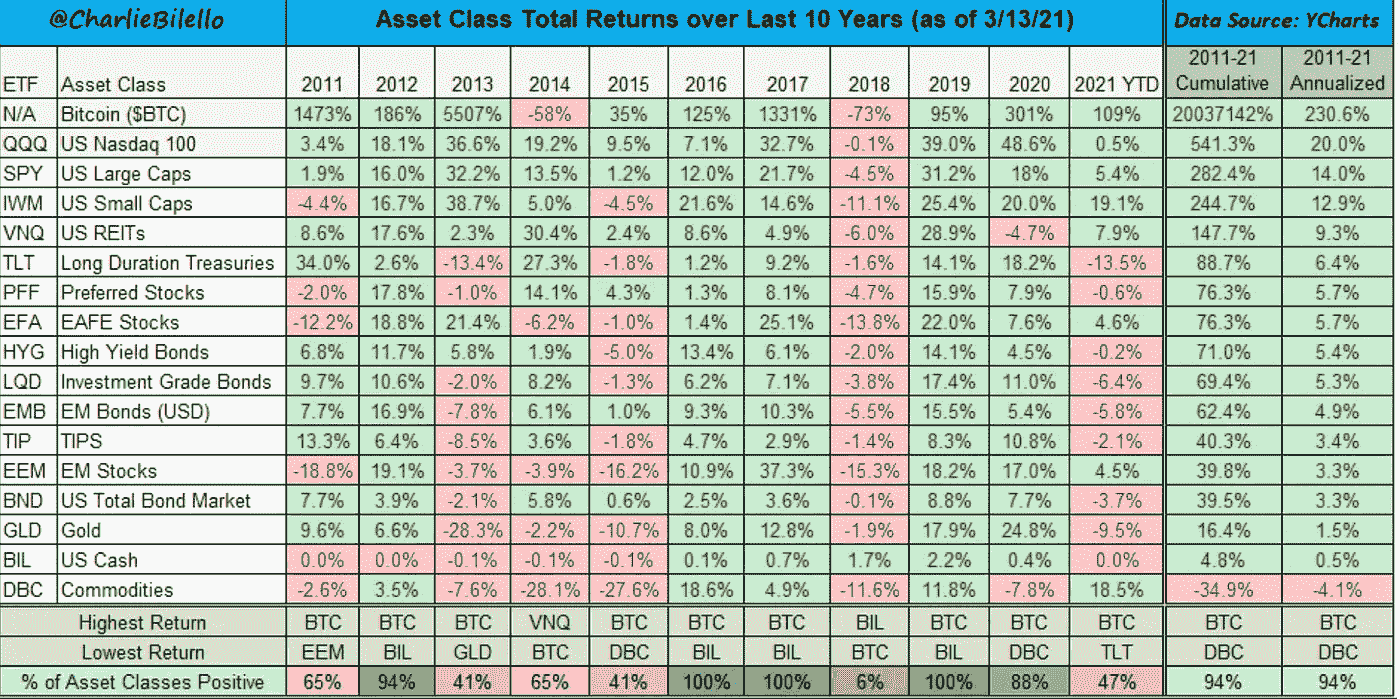 @CharlieBilello Asset Class Total Returns over Last 10 Years (as of 3/13/21) Data Source: YCharts
ETF Asset Class 2011 2012 2013 2014 2015 2016 2017 2018 2019 2020 2021 YTD 2011-21 Cumulative 2011-21 Annualized
N/A Bitcoin ($BTC) 1473% 186% 5507% -58% 35% 125% 1331% -73% 95% 301% 109% 20037142% 230.6%
QQQ US Nasdaq 100 3.4% 18.1% 36.6% 19.2% 9.5% 7.1% 32.7% -0.1% 39.0% 48.6% 0.5% 541.3% 20.0%
SPY US Large Caps 1.9% 16.0% 32.2% 13.5% 1.2% 12.0% 21.7% -4.5% 31.2% 18% 5.4% 282.4% 14.0%
IWM US Small Caps -4.4% 16.7% 38.7% 5.0% -4.5% 21.6% 14.6% -11.1% 25.4% 20.0% 19.1% 244.7% 12.9%
VNQ US REITs 8.6% 17.6% 2.3% 30.4% 2.4% 8.6% 4.9% -6.0% 28.9% -4.7% 7.9% 147.7% 9.3%
TLT Long Duration Treasuries 34.0% 2.6% -13.4% 27.3% -1.8% 1.2% 9.2% -1.6% 14.1% 18.2% -13.5% 88.7% 6.4%
PFF Preferred Stocks -2.0% 17.8% -1.0% 14.1% 4.3% 1.3% 8.1% -4.7% 15.9% 7.9% -0.6% 76.3% 5.7%
EFA EAFE Stocks -12.2% 18.8% 21.4% -6.2% -1.0% 1.4% 25.1% -13.8% 22.0% 7.6% 4.6% 76.3% 5.7%
HYG High Yield Bonds 6.8% 11.7% 5.8% 1.9% -5.0% 13.4% 6.1% -2.0% 14.1% 4.5% -0.2% 71.0% 5.4%
LQD Investment Grade Bonds 9.7% 10.6% -2.0% 8.2% -1.3% 6.2% 7.1% -3.8% 17.4% 11.0% -6.4% 69.4% 5.3%
EMB EM Bonds (USD) 7.7% 16.9% -7.8% 6.1% 1.0% 9.3% 10.3% -5.5% 15.5% 5.4% -5.8% 62.4% 4.9%
TIP TIPS 13.3% 6.4% -8.5% 3.6% -1.8% 4.7% 2.9% -1.4% 8.3% 10.8% -2.1% 40.3% 3.4%
EEM EM Stocks -18.8% 19.1% -3.7% -3.9% -16.2% 10.9% 37.3% -15.3% 18.2% 17.0% 4.5% 39.8% 3.3%
BND US Total Bond Market 7.7% 3.9% -2.1% 5.8% 0.6% 2.5% 3.6% -0.1% 8.8% 7.7% -3.7% 39.5% 3.3%
GLD Gold 9.6% 6.6% -28.3% -2.2% -10.7% 8.0% 12.8% -1.9% 17.9% 24.8% -9.5% 16.4% 1.5%
BIL US Cash 0.0% 0.0% -0.1% -0.1% -0.1% 0.1% 0.7% 1.7% 2.2% 0.4% 0.0% 4.8% 0.5%
DBC Commodities -2.6% 3.5% -7.6% -28.1% -27.6% 18.6% 4.9% -11.6% 11.8% -7.8% 18.5% -34.9% -4.1%
Highest Return BTC BTC BTC VNQ BTC BTC BTC BIL BTC BTC BTC BTC BTC
Lowest Return EEM BIL GLD BTC DBC BIL BIL BTC BIL DBC TLT DBC DBC
% of Asset Classes Positive 65% 94% 41% 65% 41% 100% 100% 6% 100% 88% 47% 94% 94%